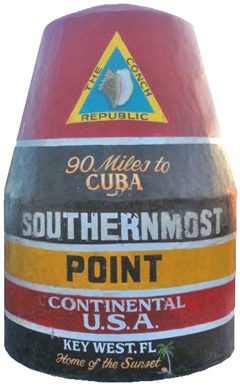 THE CONCH
REPUBLIC
90 Miles to
CUBA
SOUTHERNMOST
POINT
CONTINENTAL
U.S.A.
KEY WEST, FL
Home of the Sunset